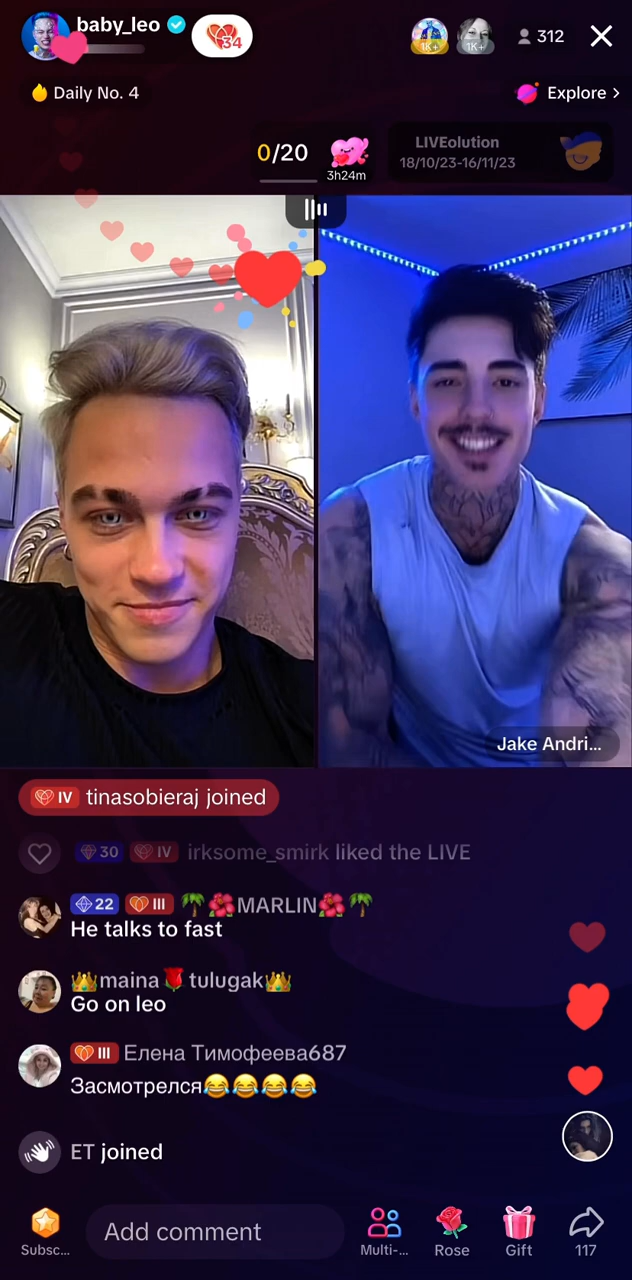 baby_leo
34
1K+
1K+
312
Daily No. 4
Explore >
0/20
3h24m
LIVEolution
18/10/23-16/11/23
Jake Andri...
IV tinasobieraj joined
30 IV irksome_smirk liked the LIVE
22 III 🌴🌺MARLIN🌺🌴
He talks to fast
👑maina🌹tulugak👑
Go on leo
III Елена Тимофеева687
Засмотрелся😂😂😂😂
ET joined
Add comment
Subsc...
Multi-...
Rose
Gift
117